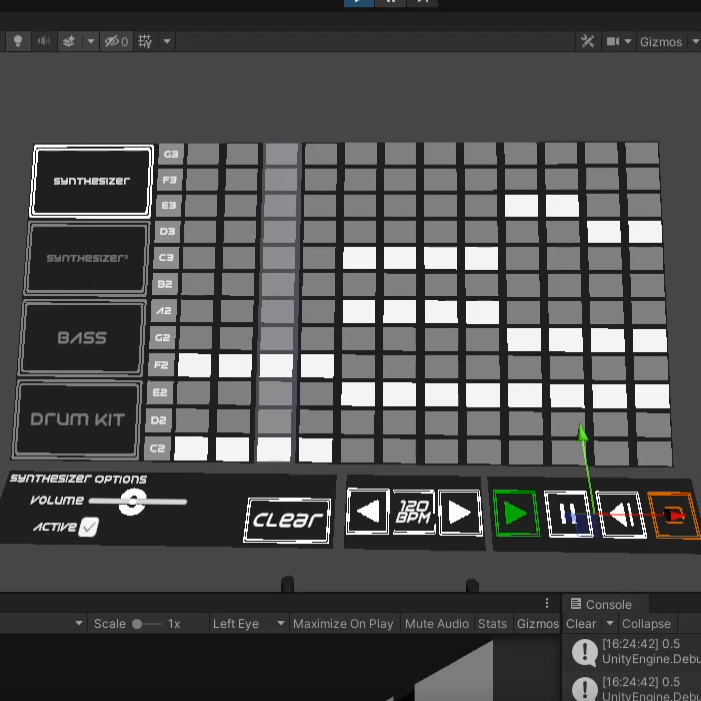 0
Gizmos
SYNTHESIZER
SYNTHESIZER²
BASS
DRUM KIT
G3
F3
E3
D3
C3
B2
A2
G2
F2
E2
D2
C2
SYNTHESIZER OPTIONS
VOLUME
ACTIVE
CLEAR
120
BPM
Scale 1x Left Eye Maximize On Play Mute Audio Stats Gizmos
Console
Clear Collapse
[16:24:42] 0.5
UnityEngine.Debu
[16:24:42] 0.5
UnityEngine.Debu